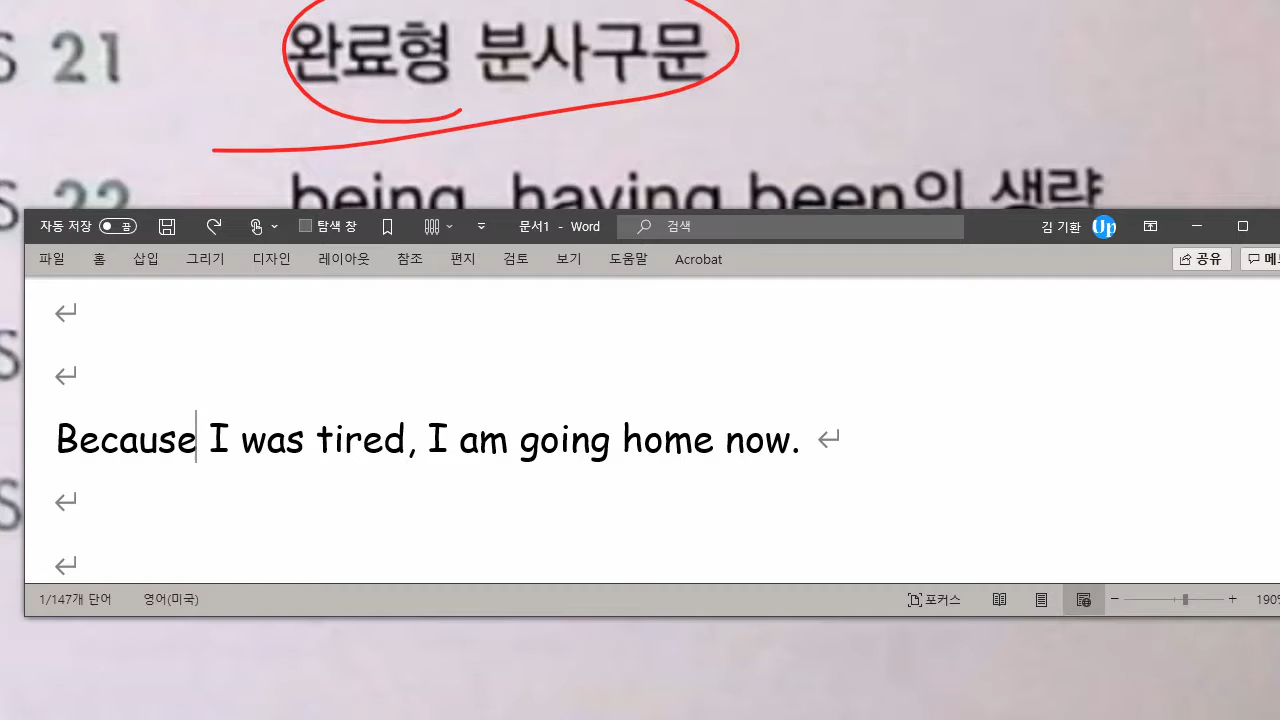 S 21 완료형 분사구문
S 22 being, having been의 생략
자동 저장 끔 탐색 창 문서1 - Word 검색 김 기환 Up
파일 홈 삽입 그리기 디자인 레이아웃 참조 편지 검토 보기 도움말 Acrobat 공유 메
S
Because I was tired, I am going home now.
S
1/147개 단어 영어(미국) 포커스 190%